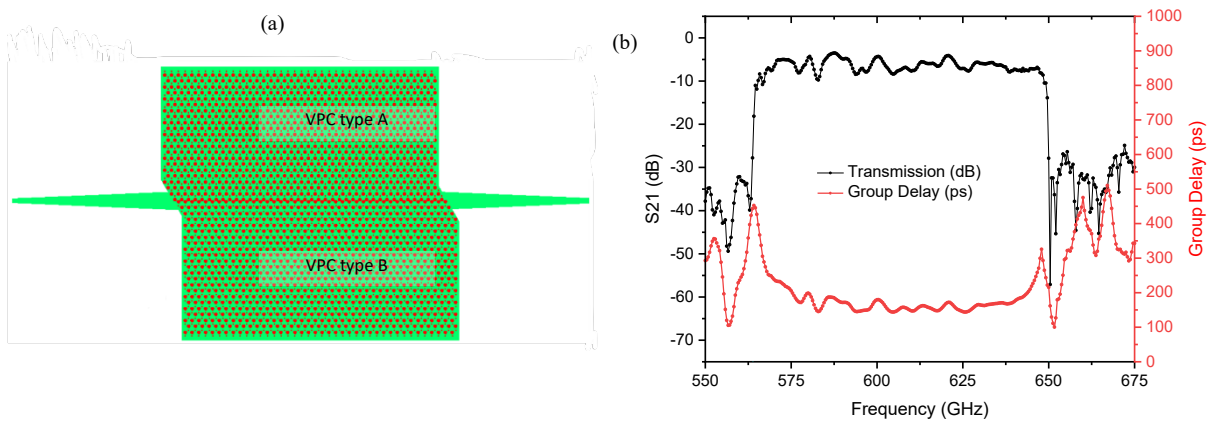 (a)
VPC type A
VPC type B
(b)
S21 (dB)
0
-10
-20
-30
-40
-50
-60
-70
Transmission (dB)
Group Delay (ps)
1000
900
800
700
600
500
400
300
200
100
0
Group Delay (ps)
550 575 600 625 650 675
Frequency (GHz)